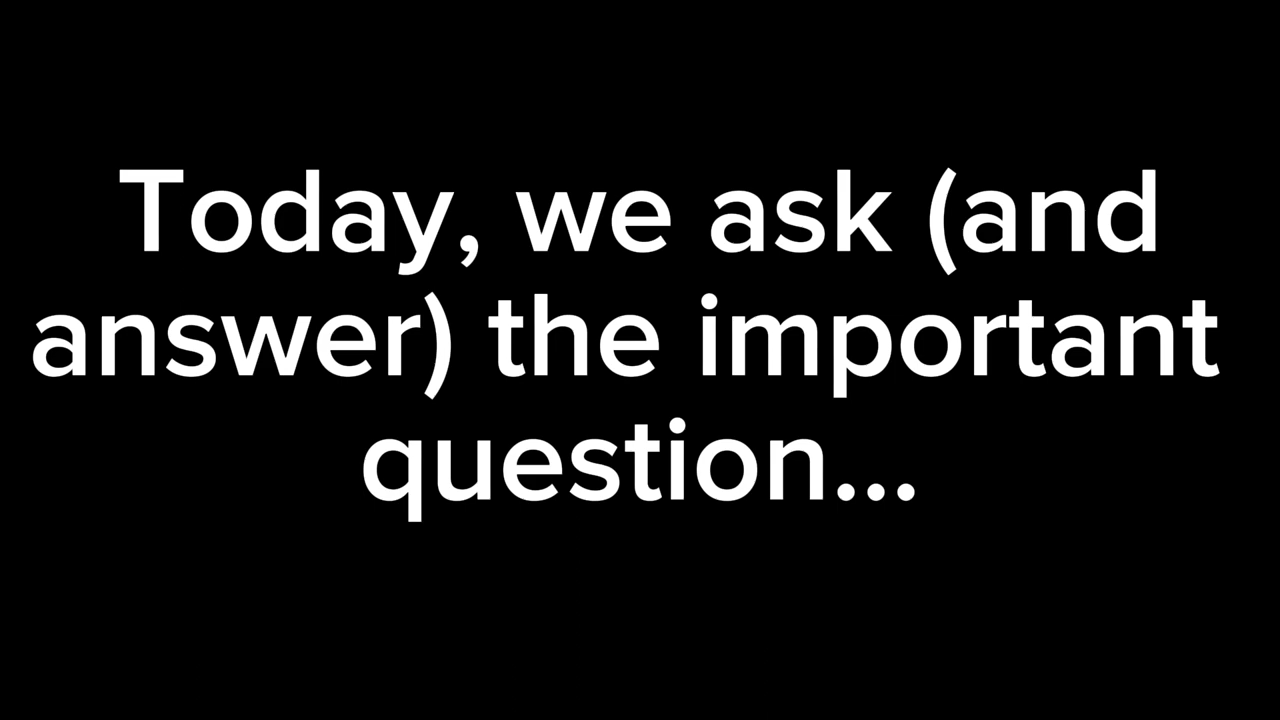 Today, we ask (and
answer) the important
question...